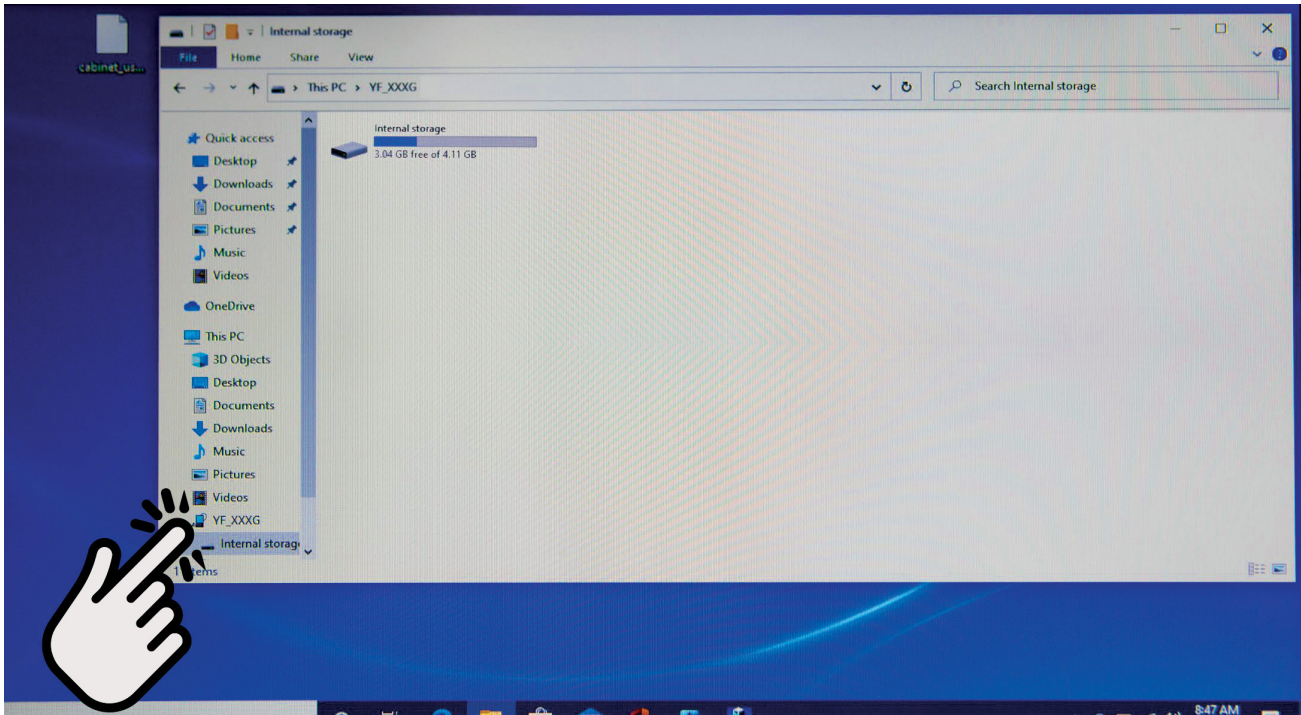 cabinet_us...
Internal storage
File Home Share View
This PC > YF_XXXG
Search Internal storage
Internal storage
3.04 GB free of 4.11 GB
Quick access
Desktop
Downloads
Documents
Pictures
Music
Videos
OneDrive
This PC
3D Objects
Desktop
Documents
Downloads
Music
Pictures
Videos
YF_XXXG
Internal storag
1 tems
8:47 AM